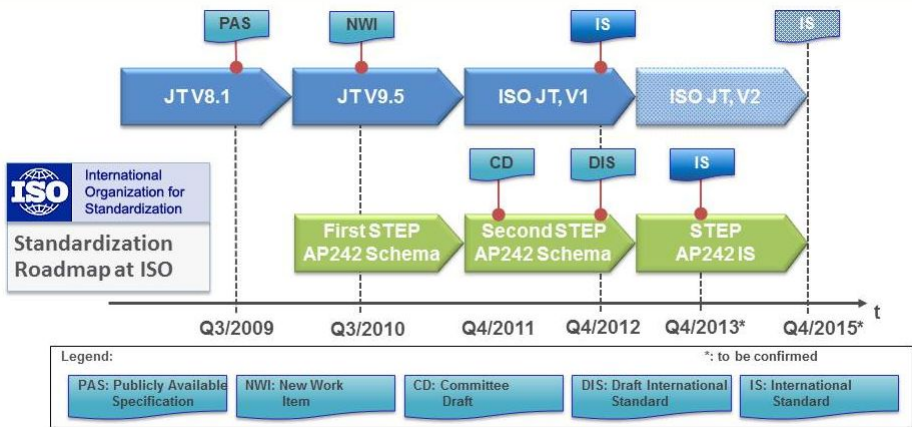 PAS
NWI
IS
IS
JT V8.1
JT V9.5
ISO JT, V1
ISO JT, V2
CD
DIS
IS
ISO
International
Organization for
Standardization
Standardization
Roadmap at ISO
First STEP
AP242 Schema
Second STEP
AP242 Schema
STEP
AP242 IS
t
Q3/2009
Q3/2010
Q4/2011
Q4/2012
Q4/2013*
Q4/2015*
Legend:
*: to be confirmed
PAS: Publicly Available
Specification
NWI: New Work
Item
CD: Committee
Draft
DIS: Draft International
Standard
IS: International
Standard